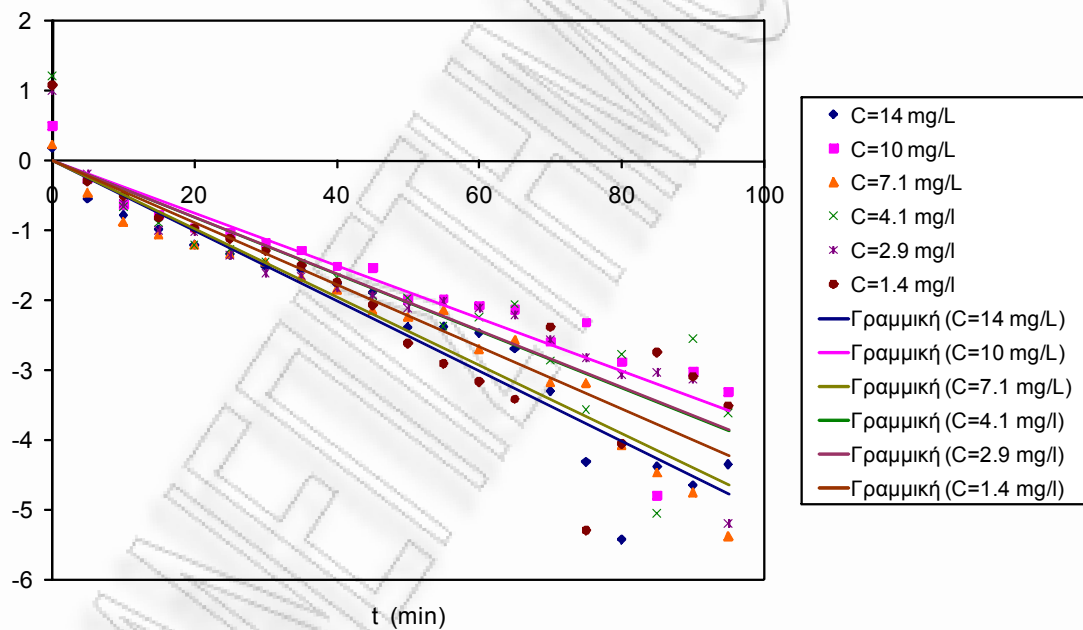 2
1
0
-1
-2
-3
-4
-5
-6
0
20
40
60
80
100
t (min)
C=14 mg/L
C=10 mg/L
C=7.1 mg/L
C=4.1 mg/l
C=2.9 mg/l
C=1.4 mg/l
Γραμμική (C=14 mg/L)
Γραμμική (C=10 mg/L)
Γραμμική (C=7.1 mg/L)
Γραμμική (C=4.1 mg/l)
Γραμμική (C=2.9 mg/l)
Γραμμική (C=1.4 mg/l)